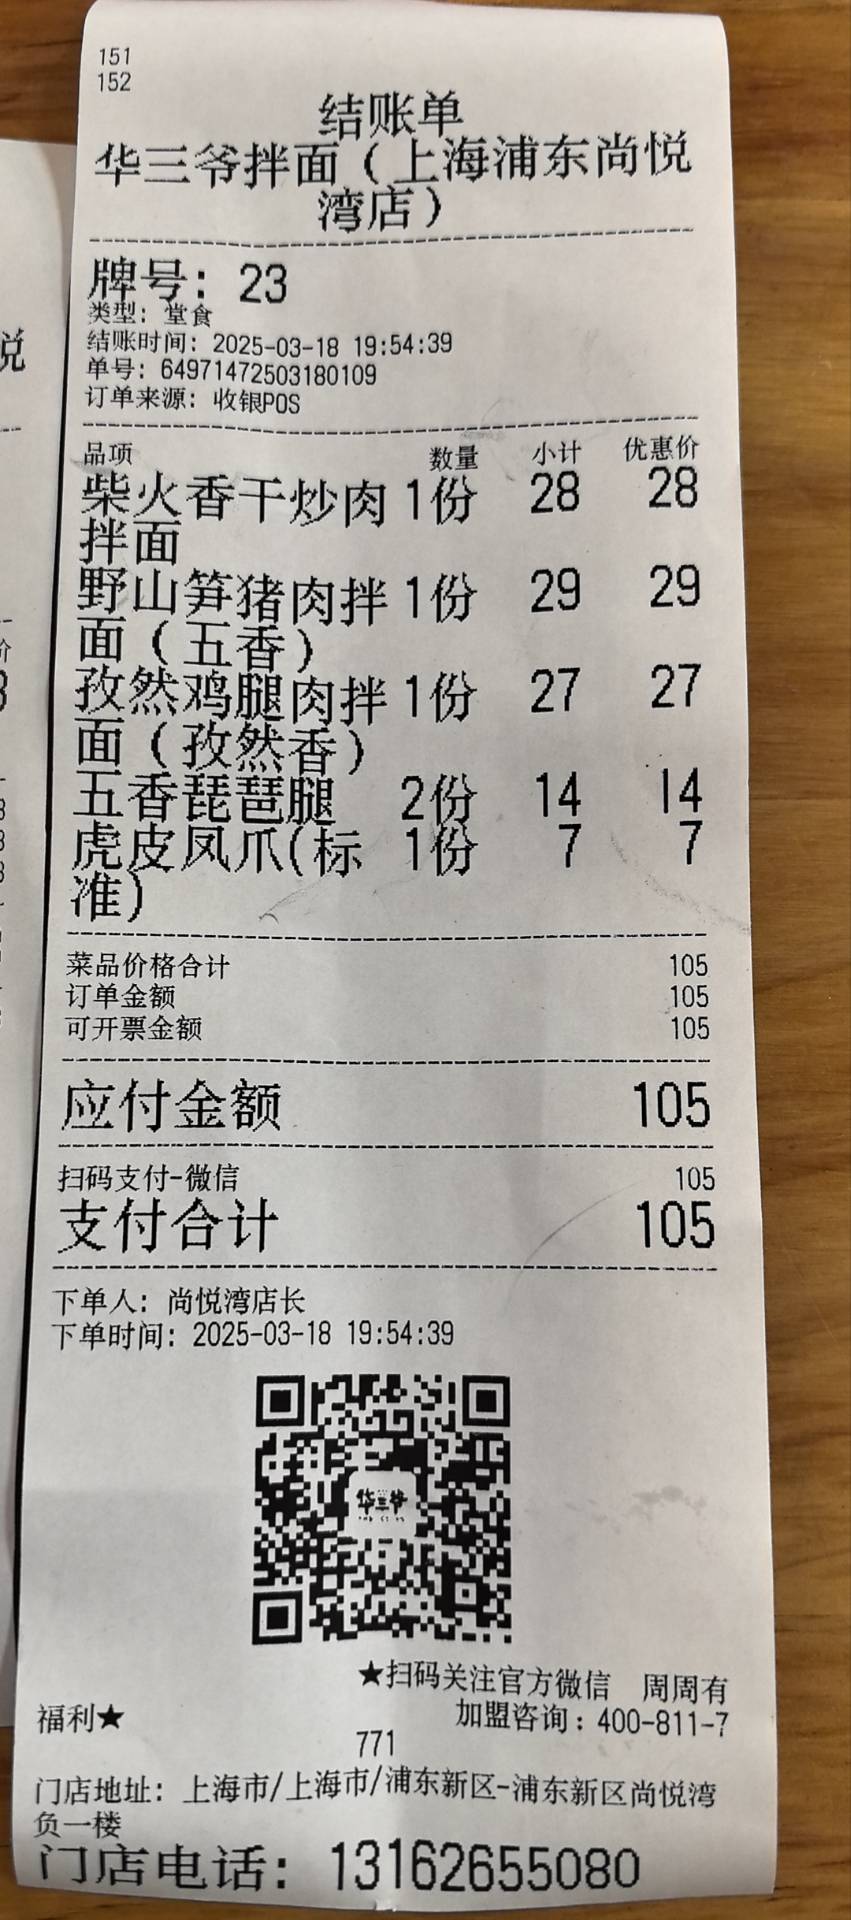 151
152
结账单
华三爷拌面（上海浦东尚悦
湾店）
牌号: 23
类型: 堂食
结账时间: 2025-03-18 19:54:39
单号: 64971472503180109
订单来源: 收银POS
品项 数量 小计 优惠价
柴火香干炒肉 1份 28 28
拌面
野山笋猪肉拌 1份 29 29
面（五香）
孜然鸡腿肉拌 1份 27 27
面（孜然香）
五香琵琶腿 2份 14 14
虎皮凤爪(标 1份 7 7
准)
菜品价格合计 105
订单金额 105
可开票金额 105
应付金额 105
扫码支付-微信 105
支付合计 105
下单人: 尚悦湾店长
下单时间: 2025-03-18 19:54:39
华三爷
★扫码关注官方微信 周周有
福利★ 加盟咨询：400-811-7
771
门店地址: 上海市/上海市/浦东新区-浦东新区尚悦湾
负一楼
门店电话: 13162655080